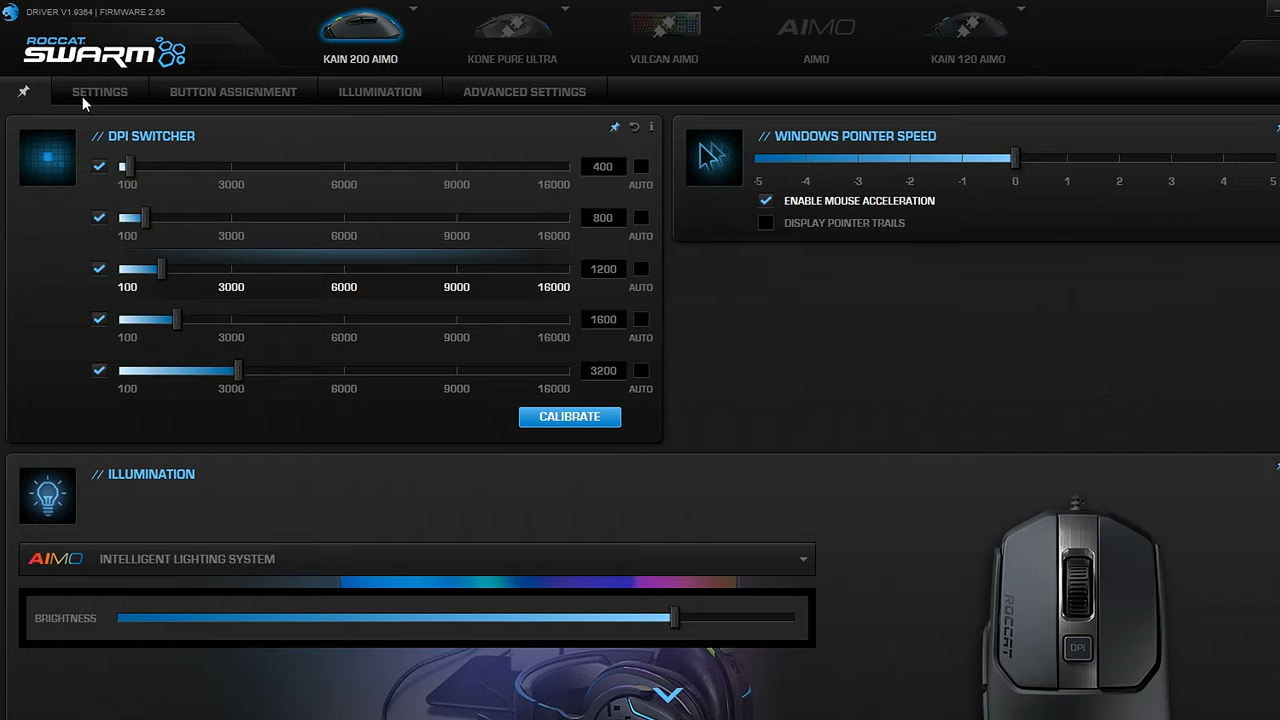 DRIVER V1.9364 | FIRMWARE 2.65
ROCCAT
SWARM
AIMO
KAIN 200 AIMO
KONE PURE ULTRA
VULCAN AIMO
AIMO
KAIN 120 AIMO
SETTINGS
BUTTON ASSIGNMENT
ILLUMINATION
ADVANCED SETTINGS
// DPI SWITCHER
400
100 3000 6000 9000 16000 AUTO
800
100 3000 6000 9000 16000 AUTO
1200
100 3000 6000 9000 16000 AUTO
1600
100 3000 6000 9000 16000 AUTO
3200
100 3000 6000 9000 16000 AUTO
CALIBRATE
// WINDOWS POINTER SPEED
-5 -4 -3 -2 -1 0 1 2 3 4 5
ENABLE MOUSE ACCELERATION
DISPLAY POINTER TRAILS
// ILLUMINATION
AIMO INTELLIGENT LIGHTING SYSTEM
BRIGHTNESS
ROCCAT
DPI